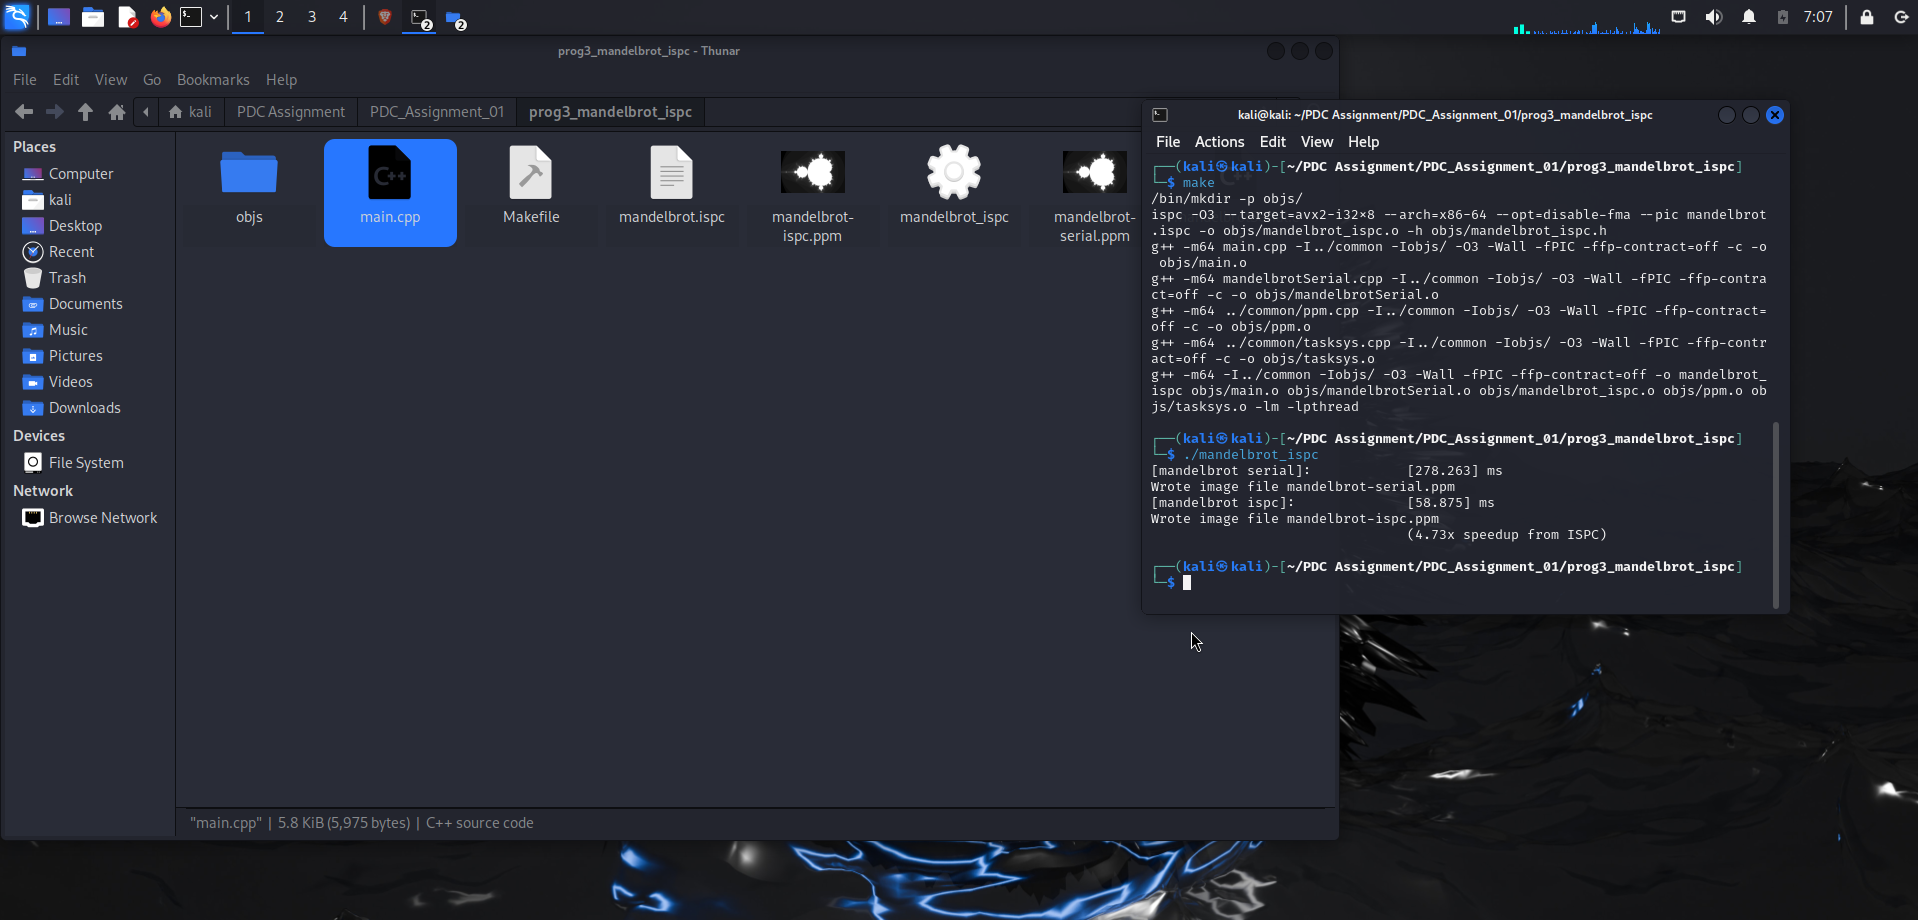 1 2 3 4
2
2
7:07
prog3_mandelbrot_ispc - Thunar
File Edit View Go Bookmarks Help
kali PDC Assignment PDC_Assignment_01 prog3_mandelbrot_ispc
Places
Computer
kali
Desktop
Recent
Trash
Documents
Music
Pictures
Videos
Downloads
Devices
File System
Network
Browse Network
C++
objs
main.cpp
Makefile
mandelbrot.ispc
mandelbrot-
ispc.ppm
mandelbrot_ispc
mandelbrot-
serial.ppm
"main.cpp" | 5.8 KiB (5,975 bytes) | C++ source code
kali@kali: ~/PDC Assignment/PDC_Assignment_01/prog3_mandelbrot_ispc
File Actions Edit View Help
┌──(kali㉿kali)-[~/PDC Assignment/PDC_Assignment_01/prog3_mandelbrot_ispc]
└─$ make
/bin/mkdir -p objs/
ispc -O3 --target=avx2-i32x8 --arch=x86-64 --opt=disable-fma --pic mandelbrot
.ispc -o objs/mandelbrot_ispc.o -h objs/mandelbrot_ispc.h
g++ -m64 main.cpp -I../common -Iobjs/ -O3 -Wall -fPIC -ffp-contract=off -c -o
objs/main.o
g++ -m64 mandelbrotSerial.cpp -I../common -Iobjs/ -O3 -Wall -fPIC -ffp-contra
ct=off -c -o objs/mandelbrotSerial.o
g++ -m64 ../common/ppm.cpp -I../common -Iobjs/ -O3 -Wall -fPIC -ffp-contract=
off -c -o objs/ppm.o
g++ -m64 ../common/tasksys.cpp -I../common -Iobjs/ -O3 -Wall -fPIC -ffp-contr
act=off -c -o objs/tasksys.o
g++ -m64 -I../common -Iobjs/ -O3 -Wall -fPIC -ffp-contract=off -o mandelbrot_
ispc objs/main.o objs/mandelbrotSerial.o objs/mandelbrot_ispc.o objs/ppm.o ob
js/tasksys.o -lm -lpthread
┌──(kali㉿kali)-[~/PDC Assignment/PDC_Assignment_01/prog3_mandelbrot_ispc]
└─$ ./mandelbrot_ispc
[mandelbrot serial]: [278.263] ms
Wrote image file mandelbrot-serial.ppm
[mandelbrot ispc]: [58.875] ms
Wrote image file mandelbrot-ispc.ppm
(4.73x speedup from ISPC)
┌──(kali㉿kali)-[~/PDC Assignment/PDC_Assignment_01/prog3_mandelbrot_ispc]
└─$